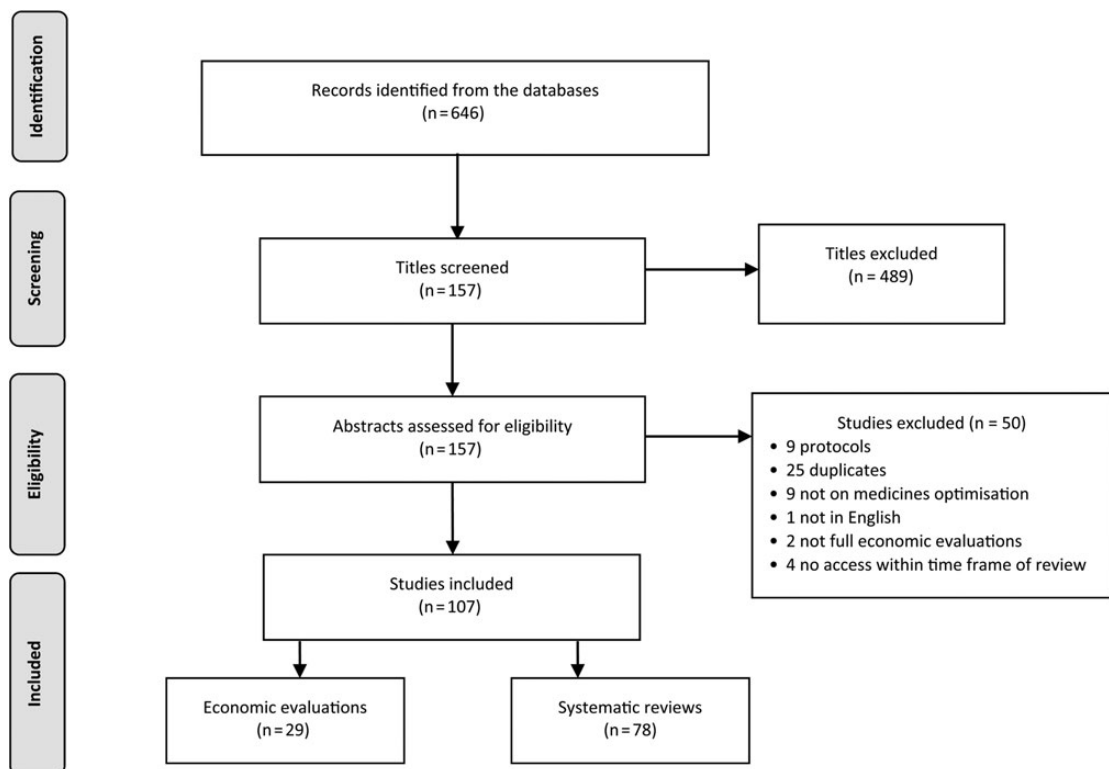 Identification
Records identified from the databases
(n = 646)
Screening
Titles screened
(n = 157)
Titles excluded
(n = 489)
Eligibility
Abstracts assessed for eligibility
(n = 157)
Studies excluded (n = 50)
• 9 protocols
• 25 duplicates
• 9 not on medicines optimisation
• 1 not in English
• 2 not full economic evaluations
• 4 no access within time frame of review
Included
Studies included
(n = 107)
Economic evaluations
(n = 29)
Systematic reviews
(n = 78)